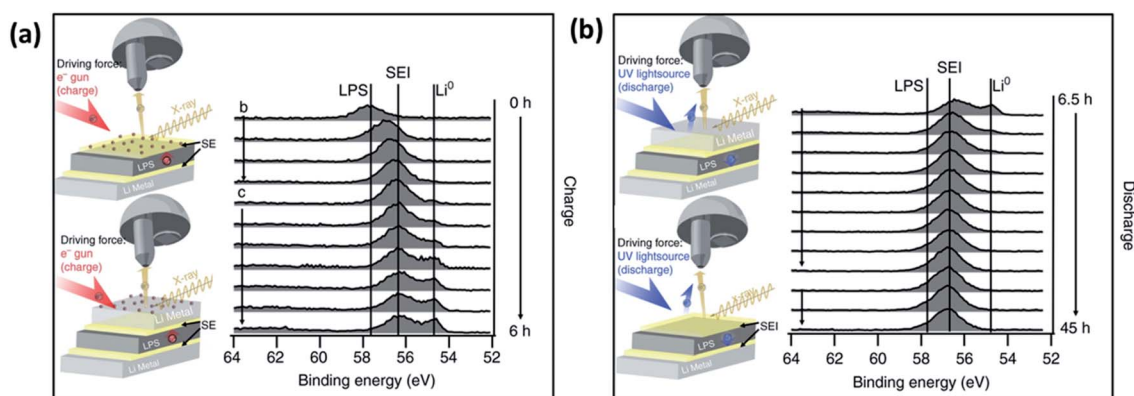 (a)
Driving force:
e⁻ gun
(charge)
X-ray
SE
LPS
Li Metal
Driving force:
e⁻ gun
(charge)
X-ray
Li Metal
SE
LPS
Li Metal
SEI
LPS
Li⁰
b
c
0 h
6 h
Charge
64 62 60 58 56 54 52
Binding energy (eV)
(b)
Driving force:
UV lightsource
(discharge)
X-ray
Li Metal
SE
LPS
Li Metal
Driving force:
UV lightsource
(discharge)
X-ray
SEI
LPS
Li Metal
LPS SEI Li⁰
6.5 h
45 h
Discharge
64 62 60 58 56 54 52
Binding energy (eV)